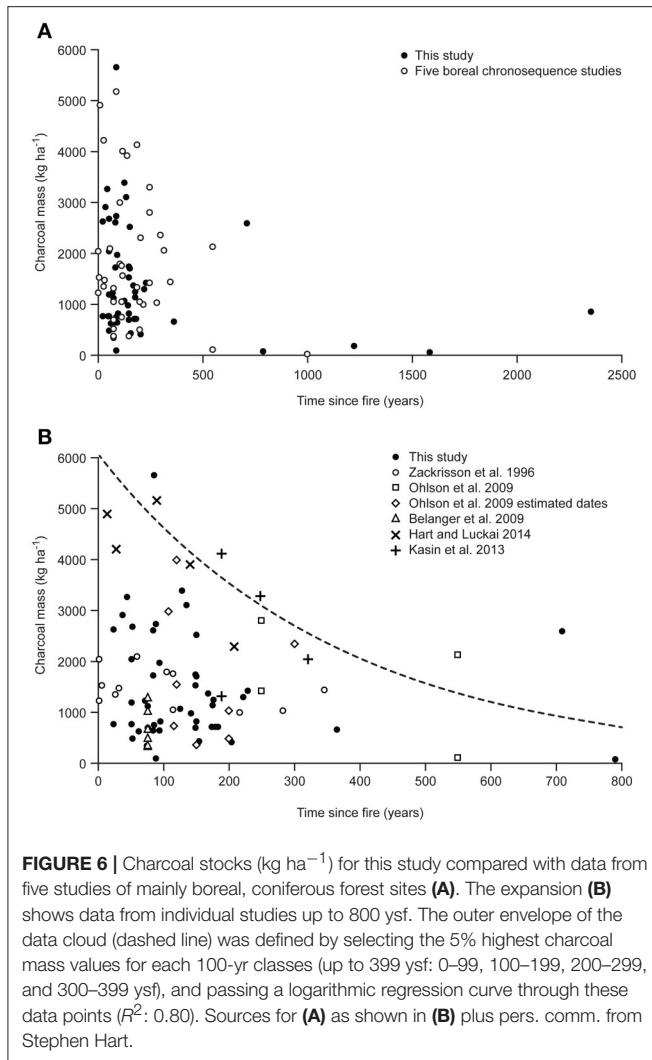 A
6000
5000
4000
3000
2000
1000
0
Charcoal mass (kg ha⁻¹)
This study
Five boreal chronosequence studies
0 500 1000 1500 2000 2500
Time since fire (years)
B
6000
5000
4000
3000
2000
1000
0
Charcoal mass (kg ha⁻¹)
This study
Zackrisson et al. 1996
Ohlson et al. 2009
Ohlson et al. 2009 estimated dates
Belanger et al. 2009
Hart and Luckai 2014
Kasin et al. 2013
0 100 200 300 400 500 600 700 800
Time since fire (years)
FIGURE 6 | Charcoal stocks (kg ha⁻¹) for this study compared with data from
five studies of mainly boreal, coniferous forest sites (A). The expansion (B)
shows data from individual studies up to 800 ysf. The outer envelope of the
data cloud (dashed line) was defined by selecting the 5% highest charcoal
mass values for each 100-yr classes (up to 399 ysf: 0–99, 100–199, 200–299,
and 300–399 ysf), and passing a logarithmic regression curve through these
data points (R²: 0.80). Sources for (A) as shown in (B) plus pers. comm. from
Stephen Hart.